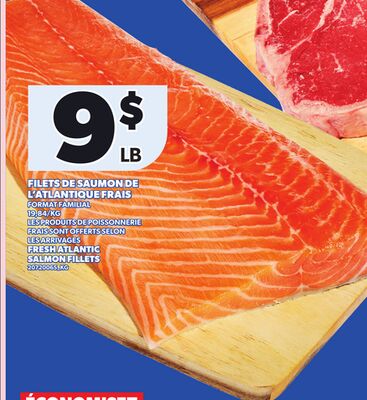 9$
LB
FILETS DE SAUMON DE
L'ATLANTIQUE FRAIS
FORMAT FAMILIAL
19,84/KG
LES PRODUITS DE POISSONNERIE
FRAIS SONT OFFERTS SELON
LES ARRIVAGES
FRESH ATLANTIC
SALMON FILLETS
20720065_KG
ÉCONOMISEZ